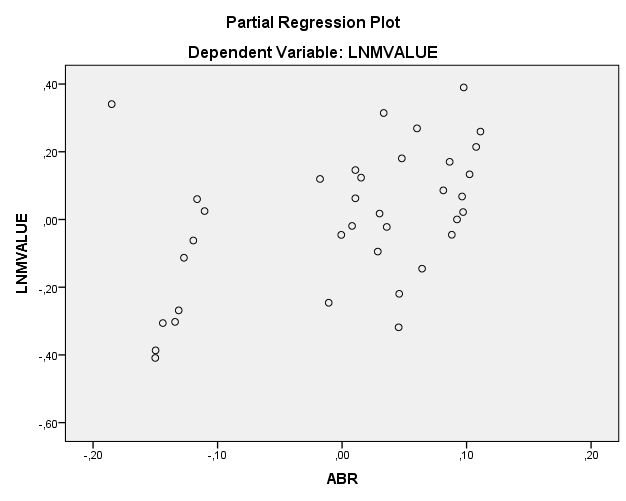 Partial Regression Plot
Dependent Variable: LNMVALUE
,40
,20
,00
-,20
-,40
-,60
LNMVALUE
-,20 -,10 ,00 ,10 ,20
ABR